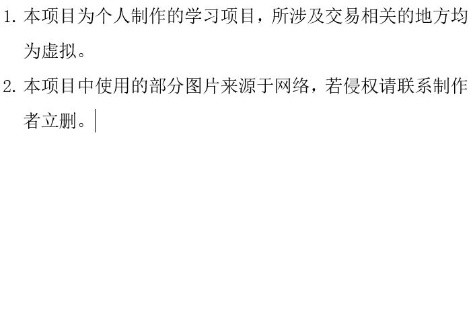 1. 本项目为个人制作的学习项目，所涉及交易相关的地方均
为虚拟。
2. 本项目中使用的部分图片来源于网络，若侵权请联系制作
者立删。